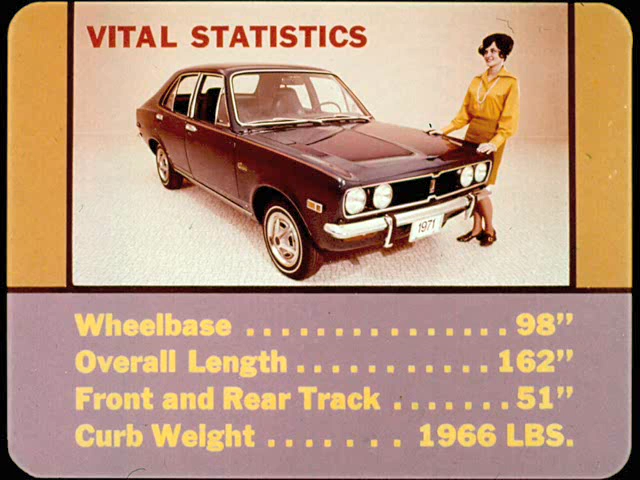 VITAL STATISTICS
1971
Wheelbase ................ 98”
Overall Length ........... 162”
Front and Rear Track ....... 51”
Curb Weight ....... 1966 LBS.